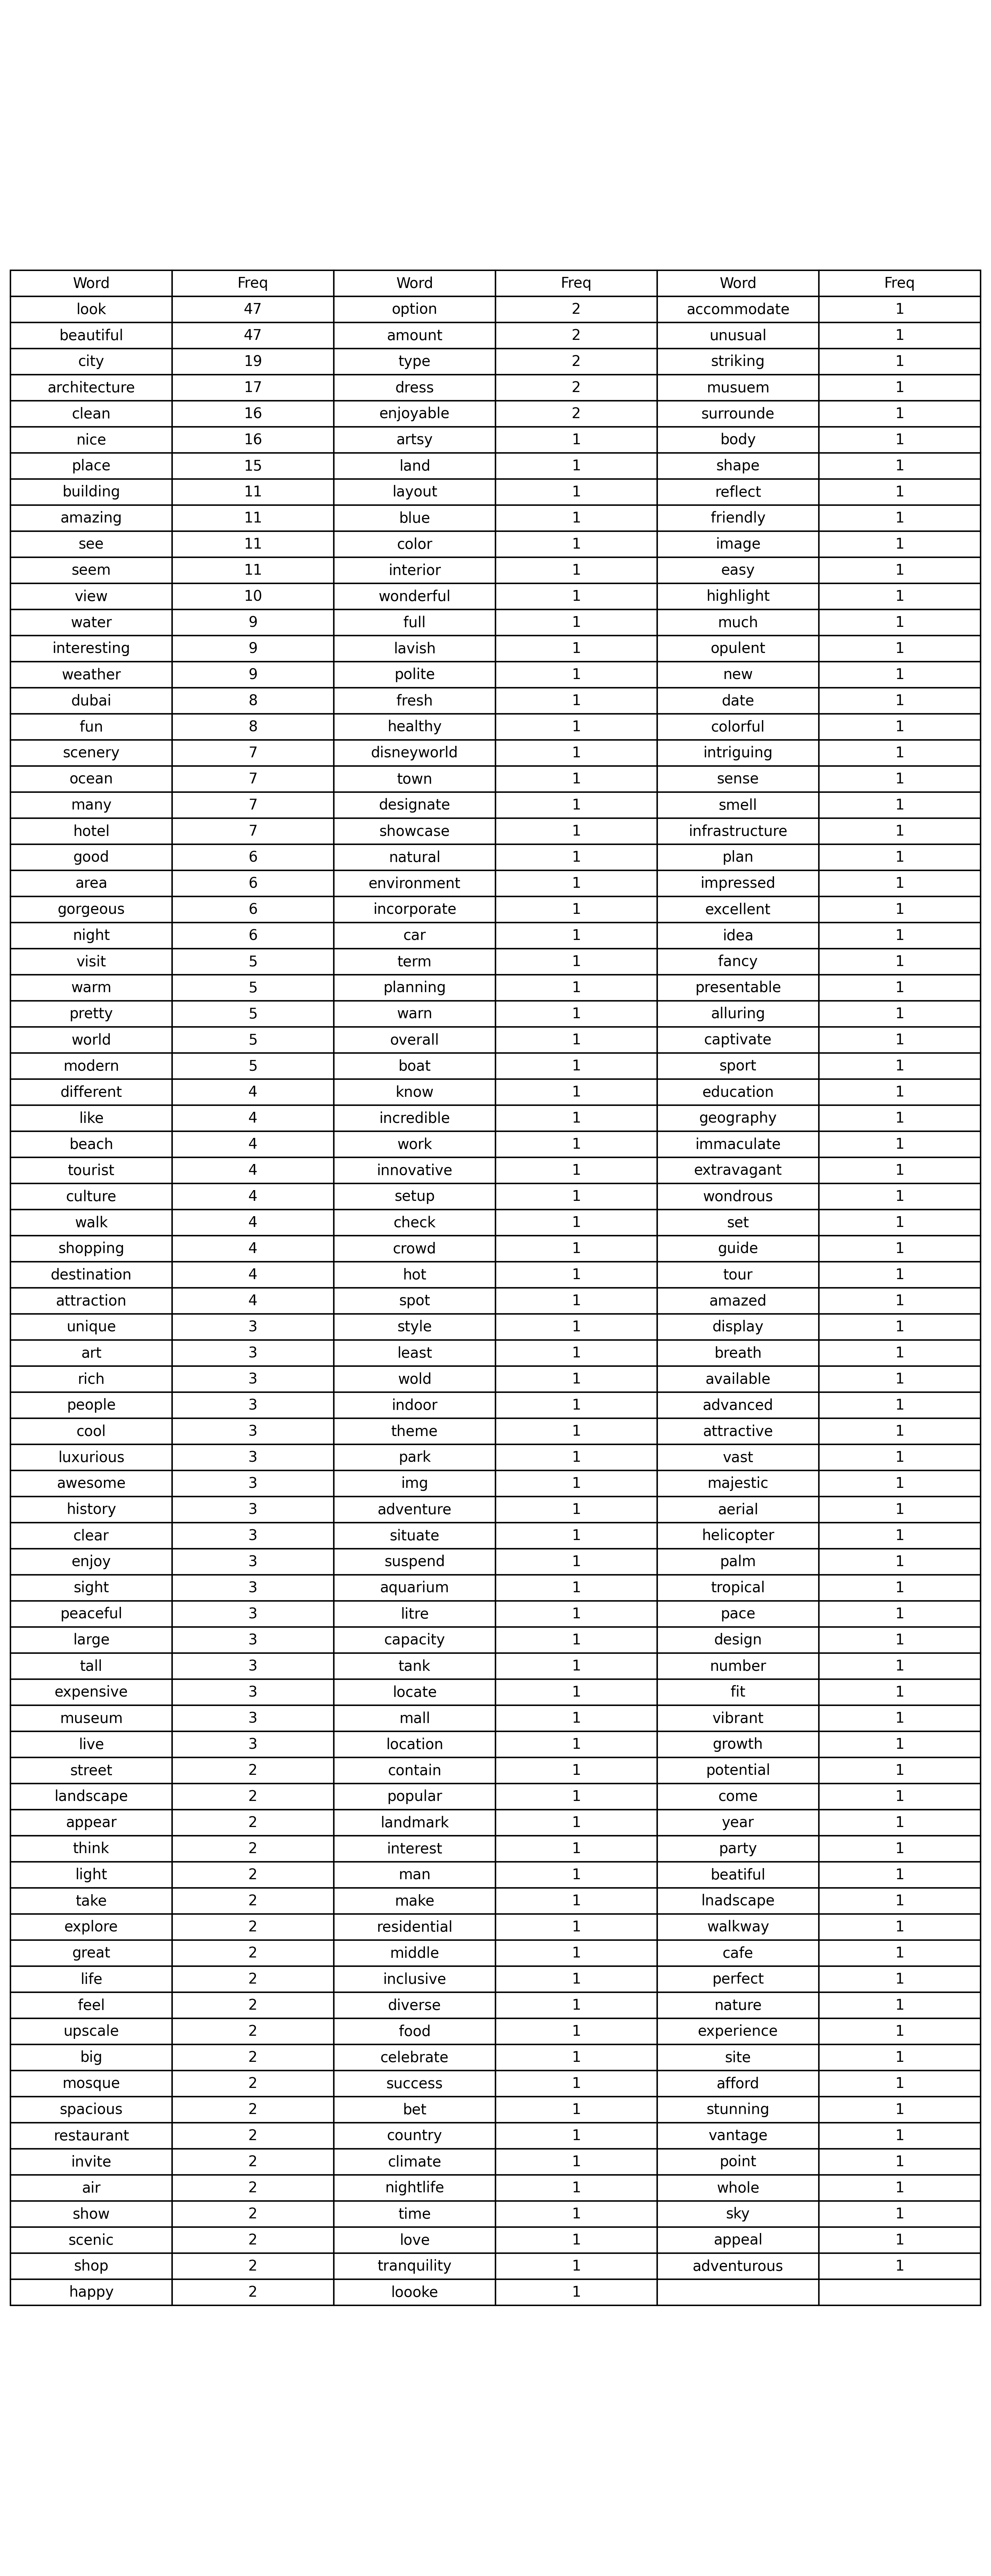 Word Freq Word Freq Word Freq
look 47 option 2 accommodate 1
beautiful 47 amount 2 unusual 1
city 19 type 2 striking 1
architecture 17 dress 2 musuem 1
clean 16 enjoyable 2 surrounde 1
nice 16 artsy 1 body 1
place 15 land 1 shape 1
building 11 layout 1 reflect 1
amazing 11 blue 1 friendly 1
see 11 color 1 image 1
seem 11 interior 1 easy 1
view 10 wonderful 1 highlight 1
water 9 full 1 much 1
interesting 9 lavish 1 opulent 1
weather 9 polite 1 new 1
dubai 8 fresh 1 date 1
fun 8 healthy 1 colorful 1
scenery 7 disneyworld 1 intriguing 1
ocean 7 town 1 sense 1
many 7 designate 1 smell 1
hotel 7 showcase 1 infrastructure 1
good 6 natural 1 plan 1
area 6 environment 1 impressed 1
gorgeous 6 incorporate 1 excellent 1
night 6 car 1 idea 1
visit 5 term 1 fancy 1
warm 5 planning 1 presentable 1
pretty 5 warn 1 alluring 1
world 5 overall 1 captivate 1
modern 5 boat 1 sport 1
different 4 know 1 education 1
like 4 incredible 1 geography 1
beach 4 work 1 immaculate 1
tourist 4 innovative 1 extravagant 1
culture 4 setup 1 wondrous 1
walk 4 check 1 set 1
shopping 4 crowd 1 guide 1
destination 4 hot 1 tour 1
attraction 4 spot 1 amazed 1
unique 3 style 1 display 1
art 3 least 1 breath 1
rich 3 wold 1 available 1
people 3 indoor 1 advanced 1
cool 3 theme 1 attractive 1
luxurious 3 park 1 vast 1
awesome 3 img 1 majestic 1
history 3 adventure 1 aerial 1
clear 3 situate 1 helicopter 1
enjoy 3 suspend 1 palm 1
sight 3 aquarium 1 tropical 1
peaceful 3 litre 1 pace 1
large 3 capacity 1 design 1
tall 3 tank 1 number 1
expensive 3 locate 1 fit 1
museum 3 mall 1 vibrant 1
live 3 location 1 growth 1
street 2 contain 1 potential 1
landscape 2 popular 1 come 1
appear 2 landmark 1 year 1
think 2 interest 1 party 1
light 2 man 1 beatiful 1
take 2 make 1 lnadscape 1
explore 2 residential 1 walkway 1
great 2 middle 1 cafe 1
life 2 inclusive 1 perfect 1
feel 2 diverse 1 nature 1
upscale 2 food 1 experience 1
big 2 celebrate 1 site 1
mosque 2 success 1 afford 1
spacious 2 bet 1 stunning 1
restaurant 2 country 1 vantage 1
invite 2 climate 1 point 1
air 2 nightlife 1 whole 1
show 2 time 1 sky 1
scenic 2 love 1 appeal 1
shop 2 tranquility 1 adventurous 1
happy 2 loooke 1